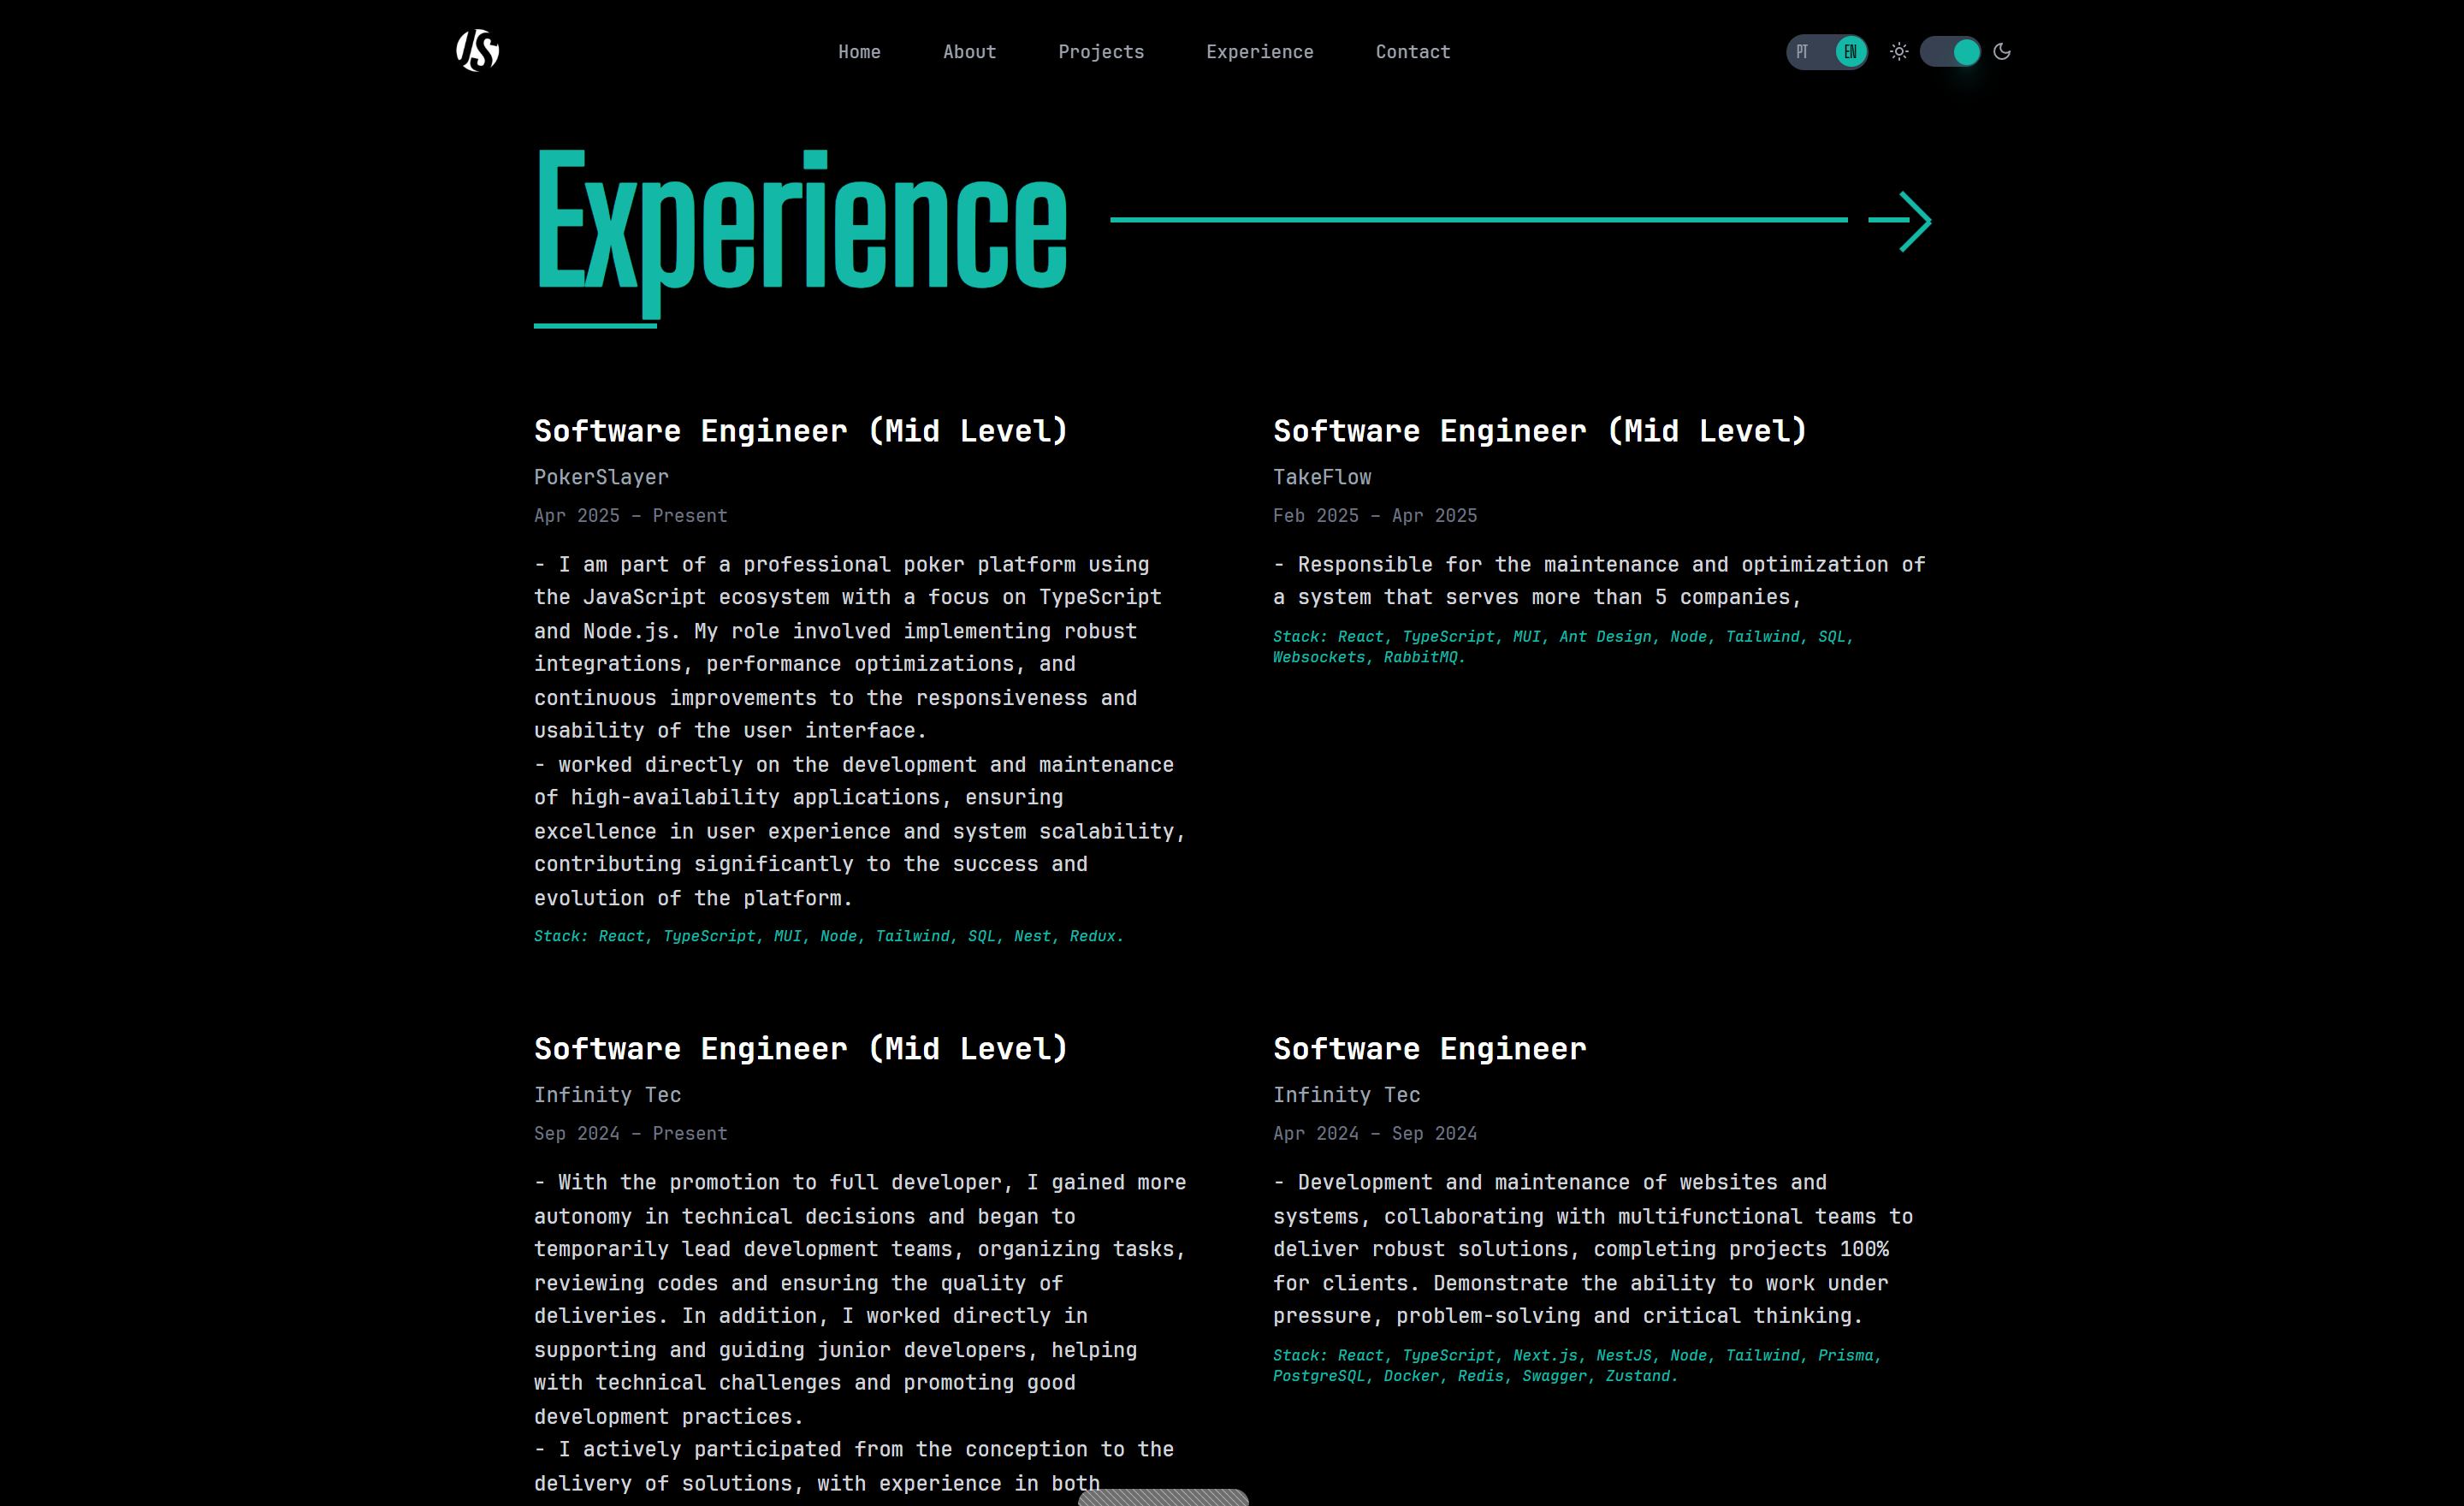 JS
Home About Projects Experience Contact PT EN
Experience
Software Engineer (Mid Level)
PokerSlayer
Apr 2025 – Present
- I am part of a professional poker platform using
the JavaScript ecosystem with a focus on TypeScript
and Node.js. My role involved implementing robust
integrations, performance optimizations, and
continuous improvements to the responsiveness and
usability of the user interface.
- worked directly on the development and maintenance
of high-availability applications, ensuring
excellence in user experience and system scalability,
contributing significantly to the success and
evolution of the platform.
Stack: React, TypeScript, MUI, Node, Tailwind, SQL, Nest, Redux.
Software Engineer (Mid Level)
TakeFlow
Feb 2025 – Apr 2025
- Responsible for the maintenance and optimization of
a system that serves more than 5 companies,
Stack: React, TypeScript, MUI, Ant Design, Node, Tailwind, SQL,
Websockets, RabbitMQ.
Software Engineer (Mid Level)
Infinity Tec
Sep 2024 – Present
- With the promotion to full developer, I gained more
autonomy in technical decisions and began to
temporarily lead development teams, organizing tasks,
reviewing codes and ensuring the quality of
deliveries. In addition, I worked directly in
supporting and guiding junior developers, helping
with technical challenges and promoting good
development practices.
- I actively participated from the conception to the
delivery of solutions, with experience in both
Software Engineer
Infinity Tec
Apr 2024 – Sep 2024
- Development and maintenance of websites and
systems, collaborating with multifunctional teams to
deliver robust solutions, completing projects 100%
for clients. Demonstrate the ability to work under
pressure, problem-solving and critical thinking.
Stack: React, TypeScript, Next.js, NestJS, Node, Tailwind, Prisma,
PostgreSQL, Docker, Redis, Swagger, Zustand.